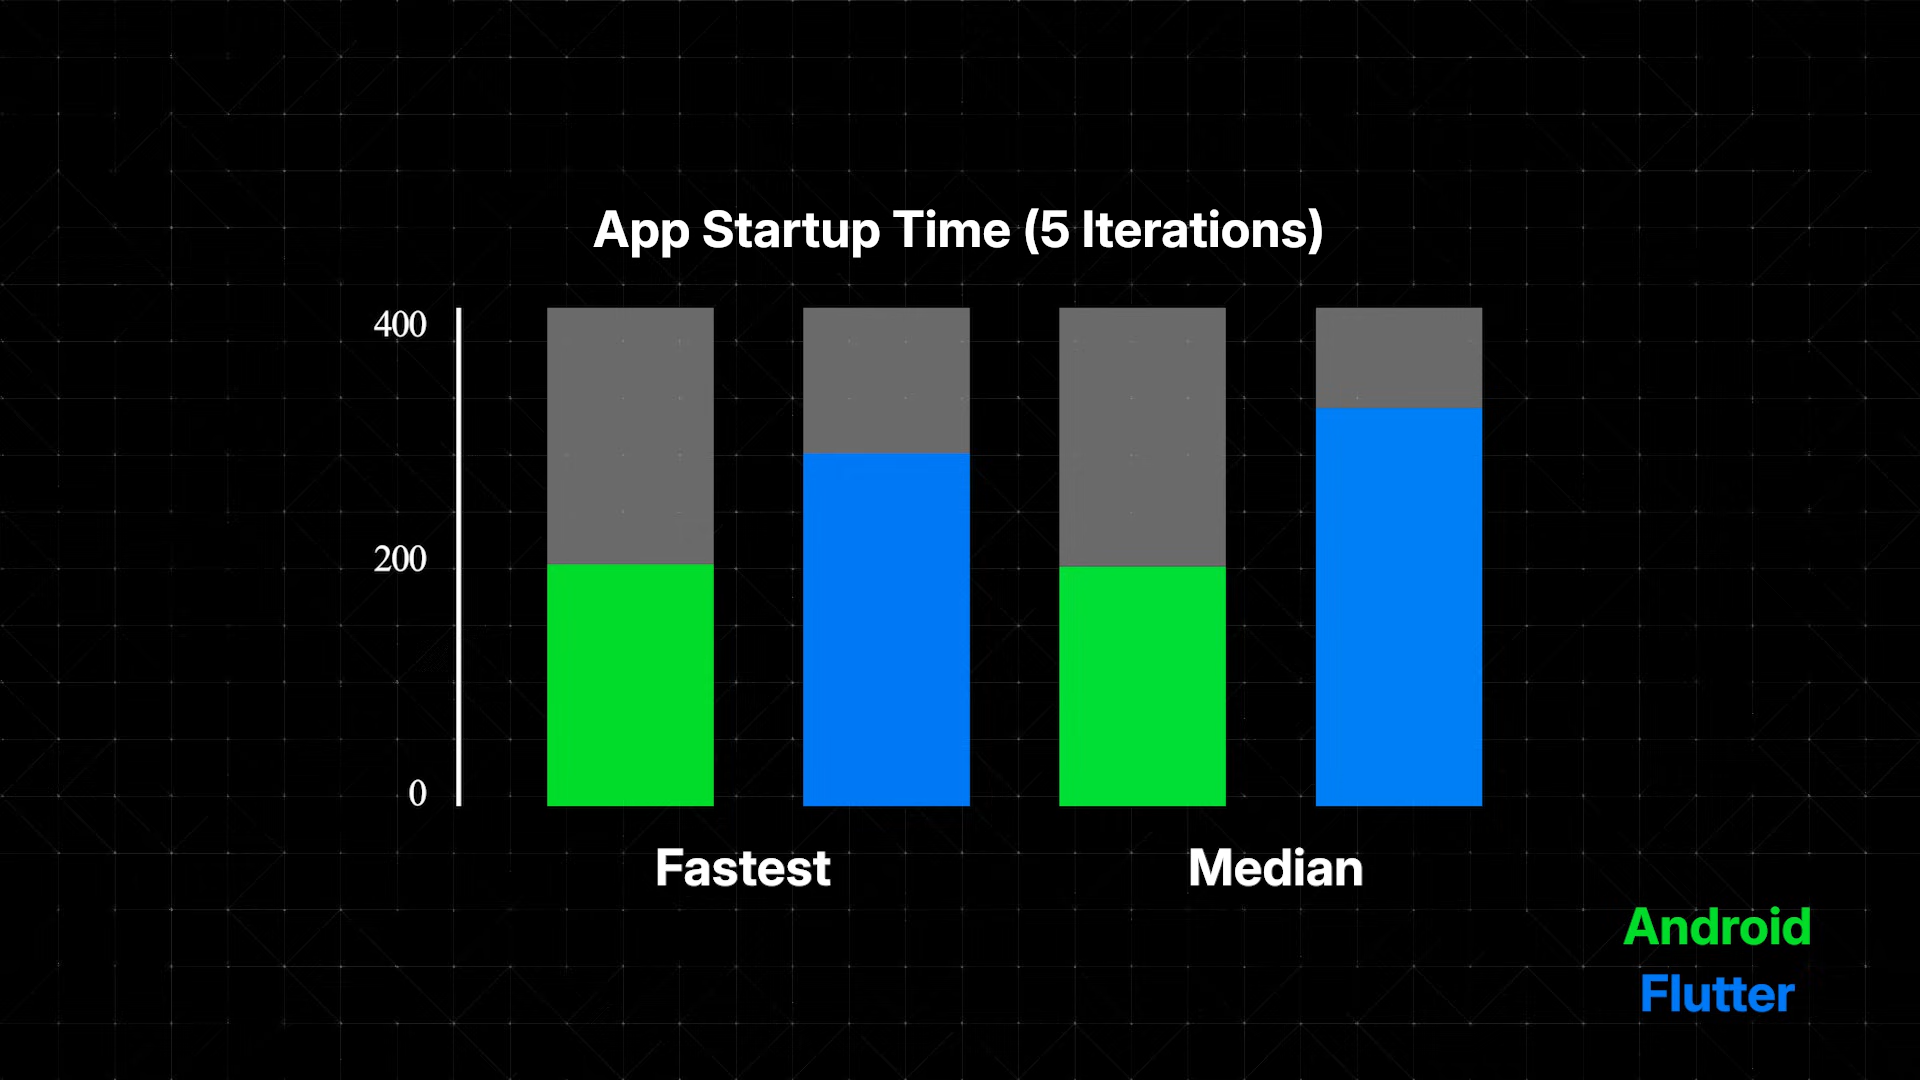 App Startup Time (5 Iterations)
400
200
0
Fastest
Median
Android
Flutter